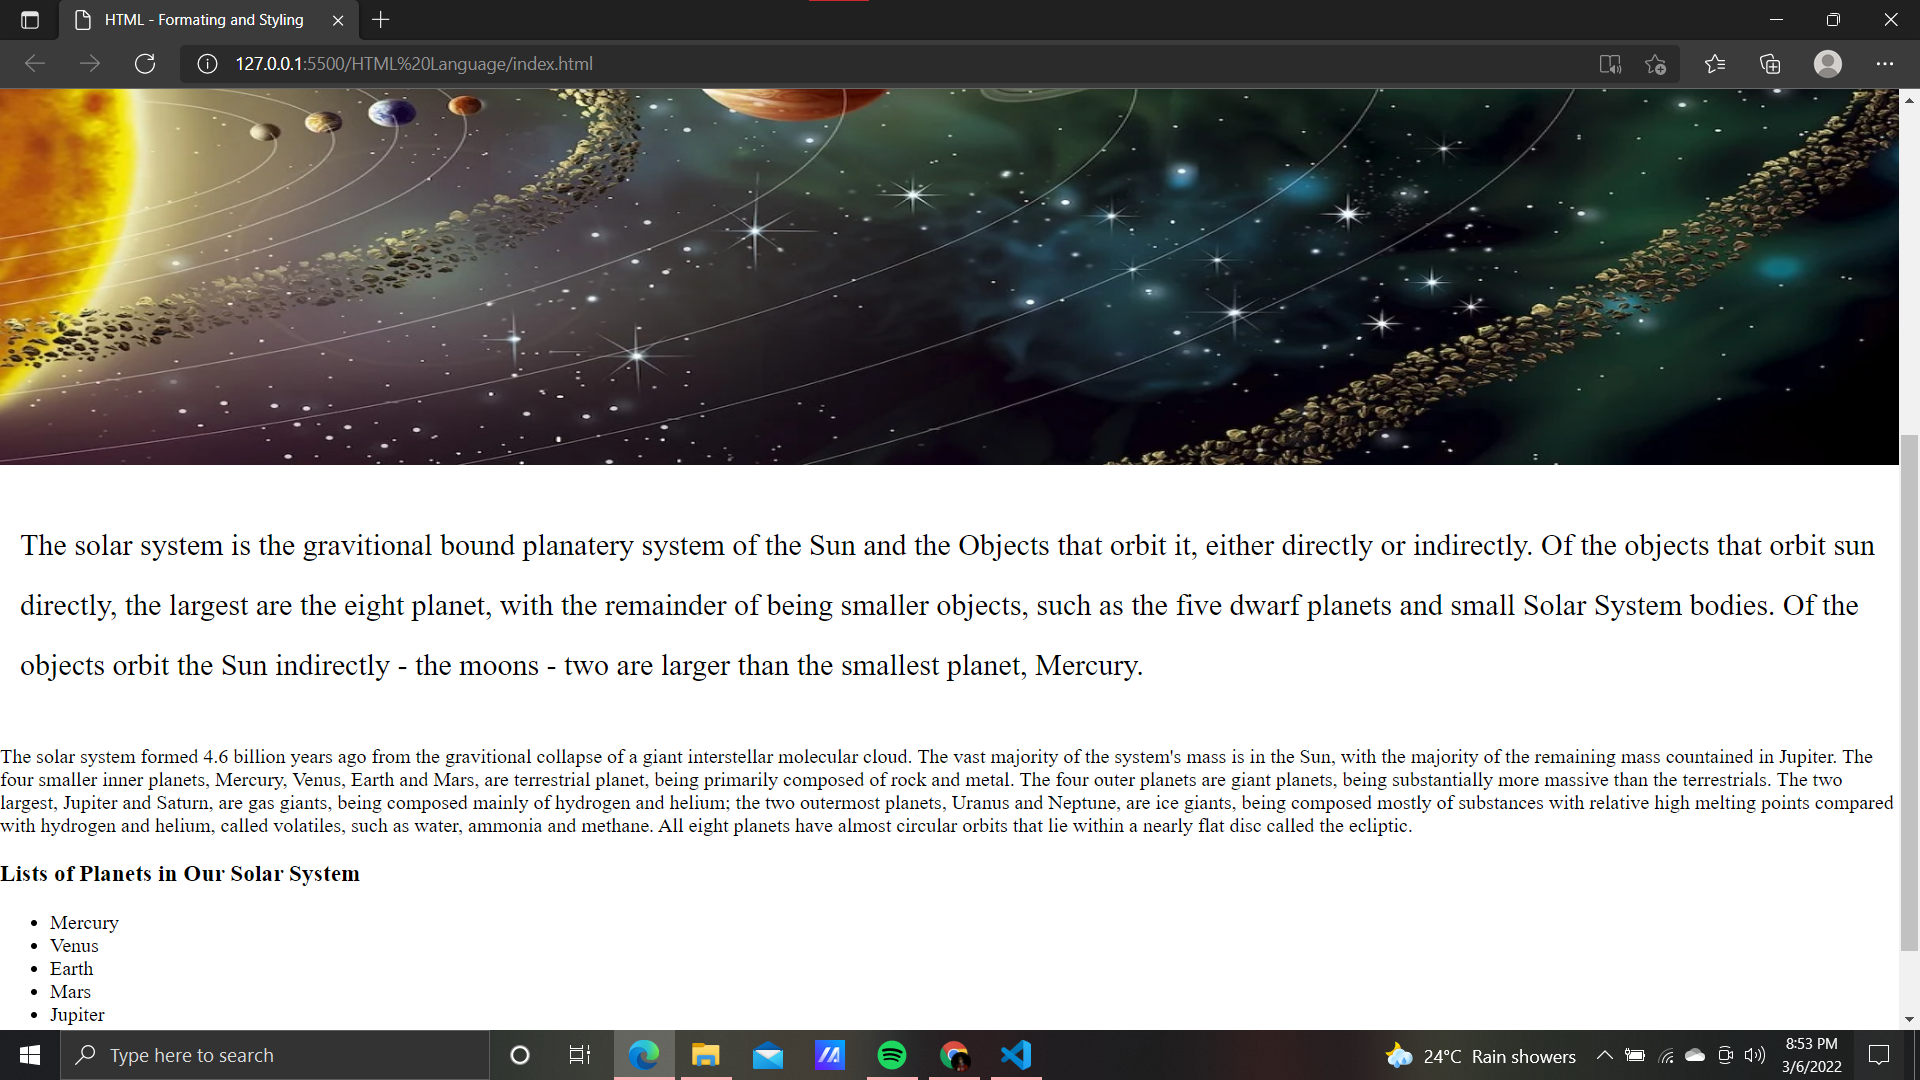 HTML - Formating and Styling
127.0.0.1:5500/HTML%20Language/index.html
The solar system is the gravitional bound planatery system of the Sun and the Objects that orbit it, either directly or indirectly. Of the objects that orbit sun
directly, the largest are the eight planet, with the remainder of being smaller objects, such as the five dwarf planets and small Solar System bodies. Of the
objects orbit the Sun indirectly - the moons - two are larger than the smallest planet, Mercury.
The solar system formed 4.6 billion years ago from the gravitional collapse of a giant interstellar molecular cloud. The vast majority of the system's mass is in the Sun, with the majority of the remaining mass countained in Jupiter. The
four smaller inner planets, Mercury, Venus, Earth and Mars, are terrestrial planet, being primarily composed of rock and metal. The four outer planets are giant planets, being substantially more massive than the terrestrials. The two
largest, Jupiter and Saturn, are gas giants, being composed mainly of hydrogen and helium; the two outermost planets, Uranus and Neptune, are ice giants, being composed mostly of substances with relative high melting points compared
with hydrogen and helium, called volatiles, such as water, ammonia and methane. All eight planets have almost circular orbits that lie within a nearly flat disc called the ecliptic.
Lists of Planets in Our Solar System
• Mercury
• Venus
• Earth
• Mars
• Jupiter
Type here to search
24°C Rain showers
8:53 PM
3/6/2022